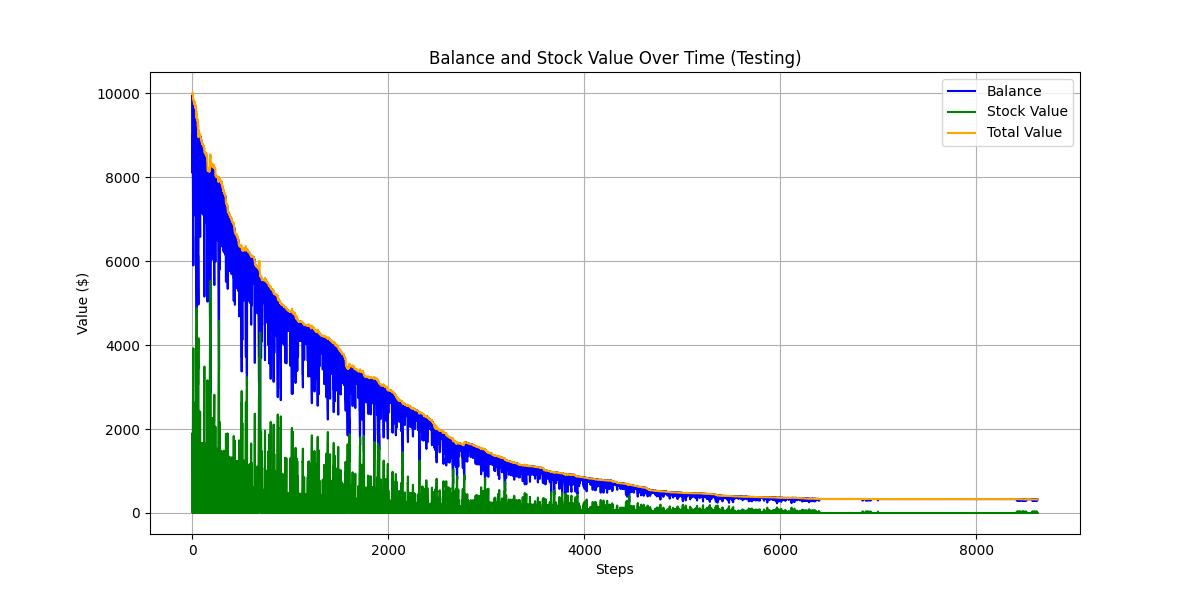 Balance and Stock Value Over Time (Testing)
Balance
Stock Value
Total Value
Value ($)
10000
8000
6000
4000
2000
0
0 2000 4000 6000 8000
Steps